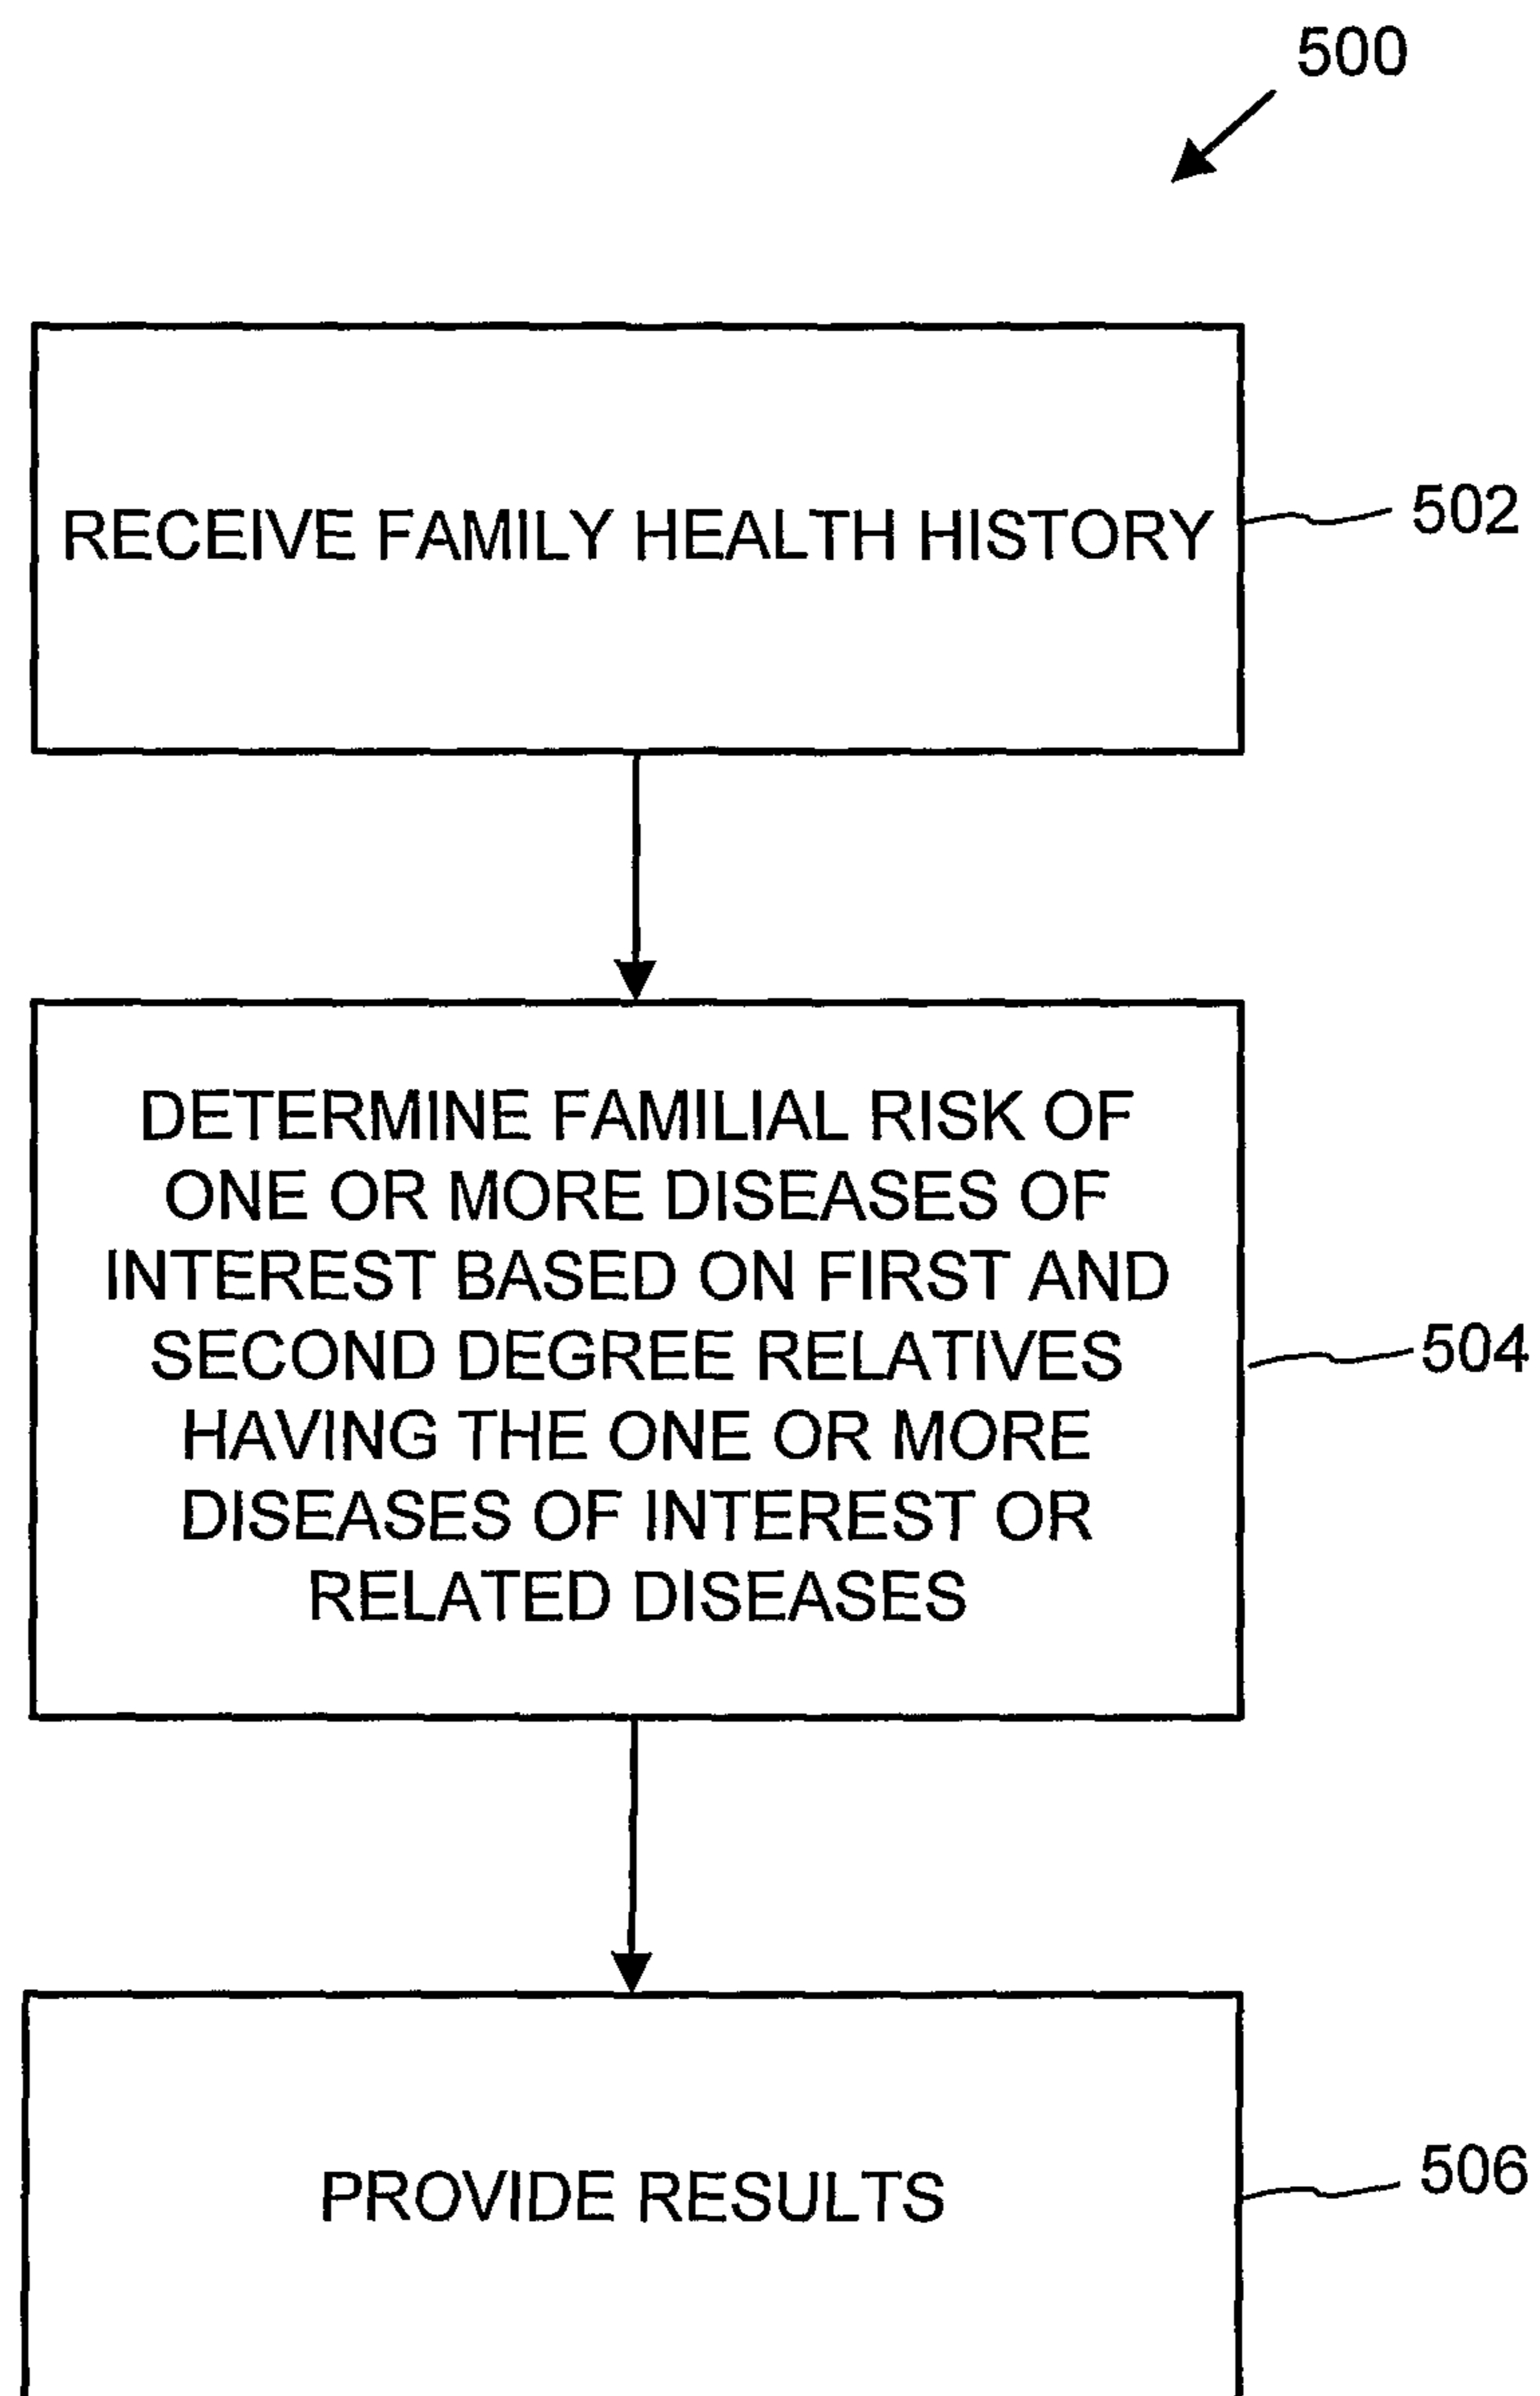 500
RECEIVE FAMILY HEALTH HISTORY
502
DETERMINE FAMILIAL RISK OF
ONE OR MORE DISEASES OF
INTEREST BASED ON FIRST AND
SECOND DEGREE RELATIVES
HAVING THE ONE OR MORE
DISEASES OF INTEREST OR
RELATED DISEASES
504
PROVIDE RESULTS
506